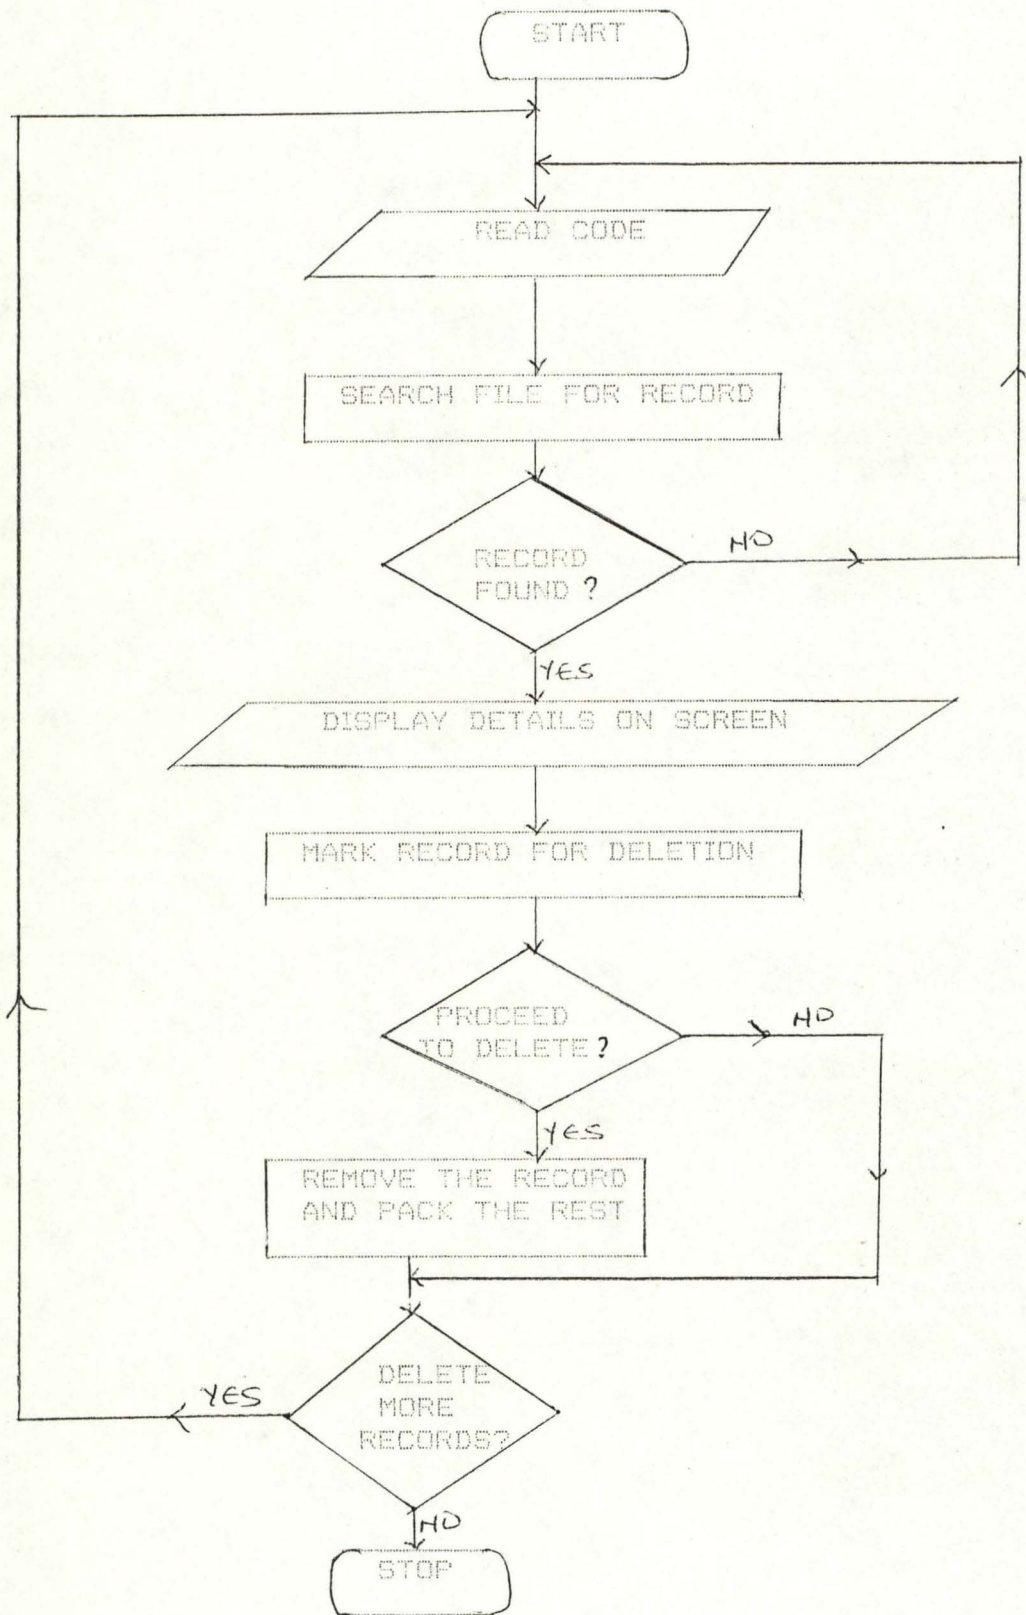 START
READ CODE
SEARCH FILE FOR RECORD
RECORD
FOUND?
NO
YES
DISPLAY DETAILS ON SCREEN
MARK RECORD FOR DELETION
PROCEED
TO DELETE?
NO
YES
REMOVE THE RECORD
AND PACK THE REST
DELETE
MORE
RECORDS?
YES
NO
STOP